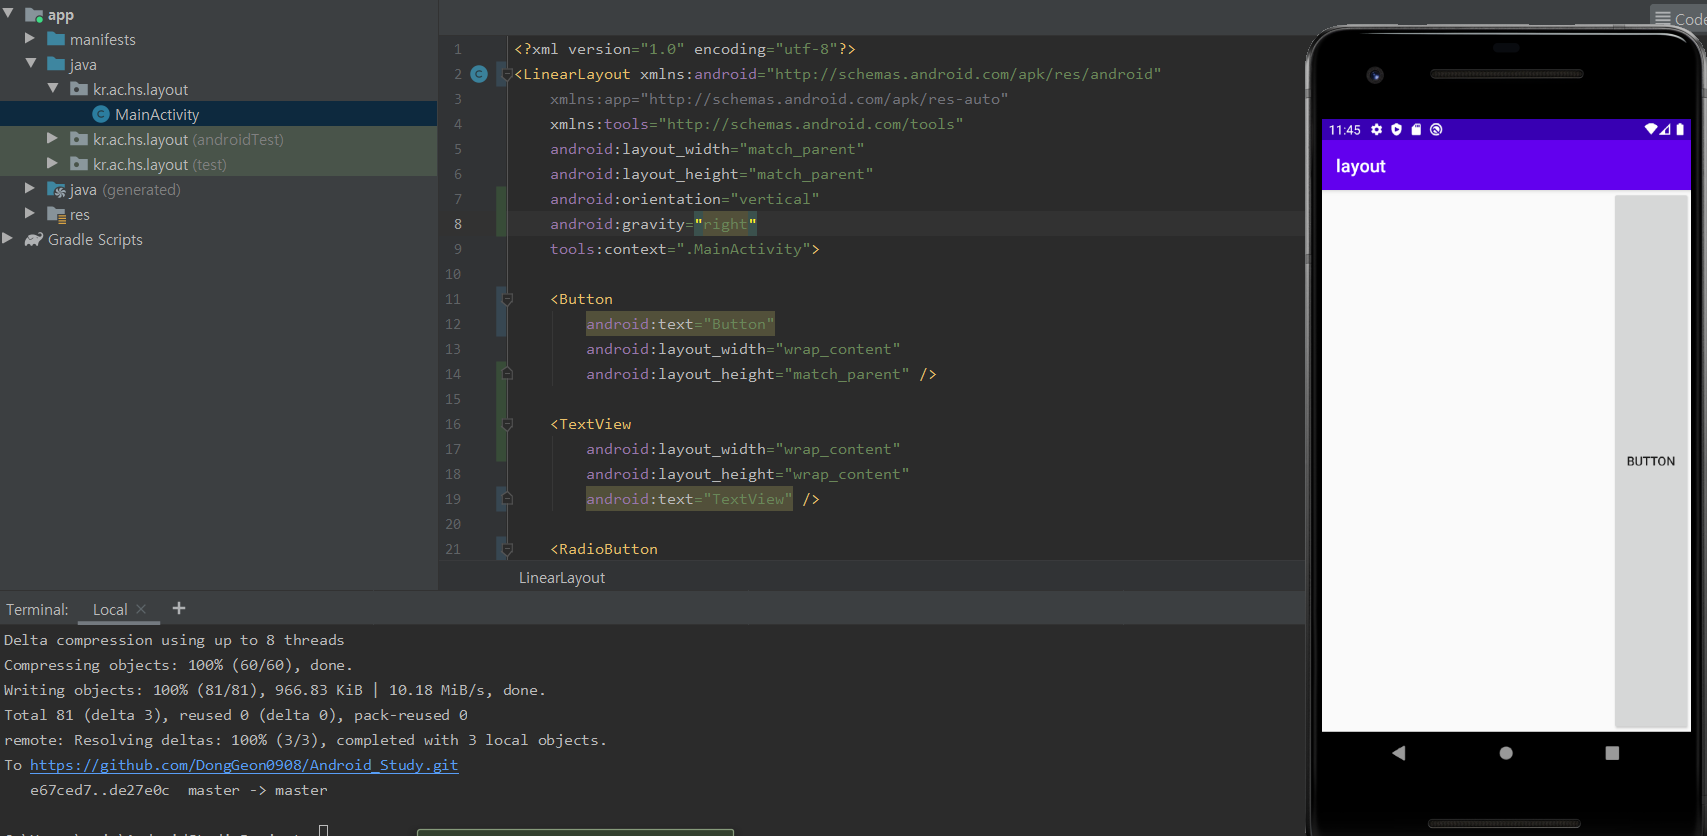 app
manifests
java
kr.ac.hs.layout
MainActivity
kr.ac.hs.layout (androidTest)
kr.ac.hs.layout (test)
java (generated)
res
Gradle Scripts
Code
1 <?xml version="1.0" encoding="utf-8"?>
2 <LinearLayout xmlns:android="http://schemas.android.com/apk/res/android"
3 xmlns:app="http://schemas.android.com/apk/res-auto"
4 xmlns:tools="http://schemas.android.com/tools"
5 android:layout_width="match_parent"
6 android:layout_height="match_parent"
7 android:orientation="vertical"
8 android:gravity="right"
9 tools:context=".MainActivity">
10
11 <Button
12 android:text="Button"
13 android:layout_width="wrap_content"
14 android:layout_height="match_parent" />
15
16 <TextView
17 android:layout_width="wrap_content"
18 android:layout_height="wrap_content"
19 android:text="TextView" />
20
21 <RadioButton
LinearLayout
Terminal: Local
Delta compression using up to 8 threads
Compressing objects: 100% (60/60), done.
Writing objects: 100% (81/81), 966.83 KiB | 10.18 MiB/s, done.
Total 81 (delta 3), reused 0 (delta 0), pack-reused 0
remote: Resolving deltas: 100% (3/3), completed with 3 local objects.
To https://github.com/DongGeon0908/Android_Study.git
e67ced7..de27e0c master -> master
11:45
layout
BUTTON